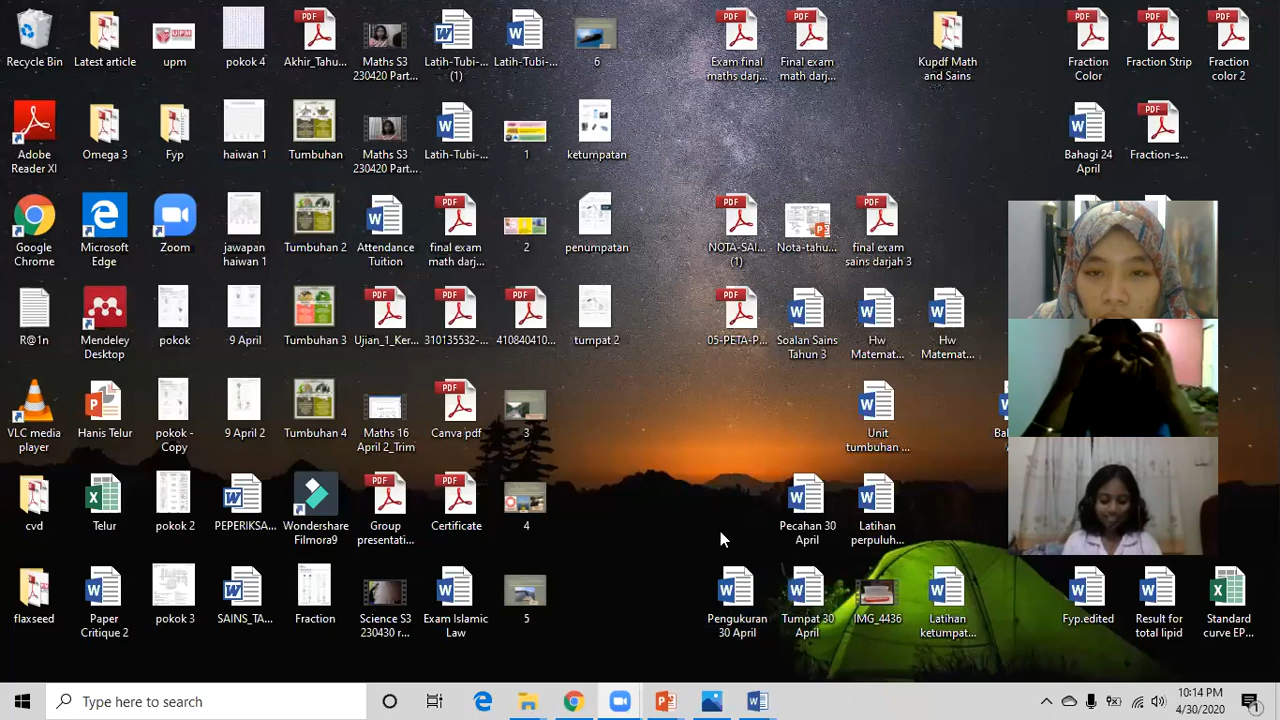 Recycle Bin
Latest article
upm
pokok 4
Akhir_Tahu...
Maths S3
230420 Part...
Latih-Tubi-...
(1)
Latih-Tubi-...
6
Exam final
maths darj...
Final exam
math darj...
Kupdf Math
and Sains
Fraction
Color
Fraction Strip
Fraction
color 2
Adobe
Reader XI
Omega 3
Fyp
haiwan 1
Tumbuhan
Maths S3
230420 Part...
Latih-Tubi-...
1
ketumpatan
Bahagi 24
April
Fraction-s...
Google
Chrome
Microsoft
Edge
Zoom
jawapan
haiwan 1
Tumbuhan 2
Attendance
Tuition
final exam
math darj...
2
penumpatan
NOTA-SAI...
(1)
Nota-tahu...
final exam
sains darjah 3
R@1n
Mendeley
Desktop
pokok
9 April
Tumbuhan 3
Ujian_1_Ker...
310135532-...
410840410...
tumpat 2
05-PETA-P...
Soalan Sains
Tahun 3
Hw
Matemat...
Hw
Matemat...
VLC media
player
Hanis Telur
pokok -
Copy
9 April 2
Tumbuhan 4
Maths 16
April 2_Trim
Canva pdf
3
Unit
tumbuhan ...
cvd
Telur
pokok 2
PEPERIKSA...
Wondershare
Filmora9
Group
presentati...
Certificate
4
Pecahan 30
April
Latihan
perpuluh...
flaxseed
Paper
Critique 2
pokok 3
SAINS_TA...
Fraction
Science S3
230430 r...
Exam Islamic
Law
5
Pengukuran
30 April
Tumpat 30
April
IMG_4436
Latihan
ketumpat...
Fyp.edited
Result for
total lipid
Standard
curve EP...
Type here to search
10:14 PM
4/30/2020